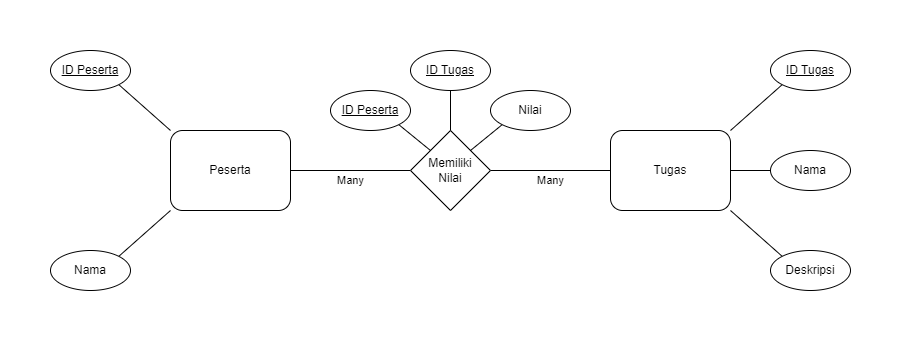 ID Peserta
ID Tugas
ID Tugas
ID Peserta
Nilai
Peserta
Many
Memiliki
Nilai
Many
Tugas
Nama
Nama
Deskripsi